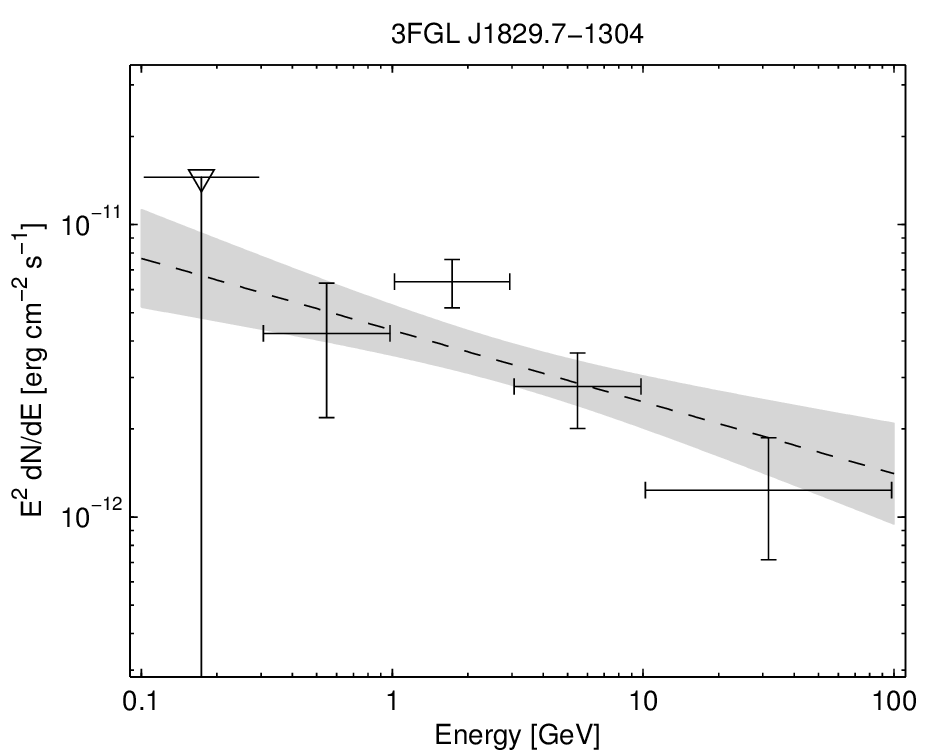 3FGL J1829.7−1304
E² dN/dE [erg cm⁻² s⁻¹]
10⁻¹¹
10⁻¹²
0.1 1 10 100
Energy [GeV]